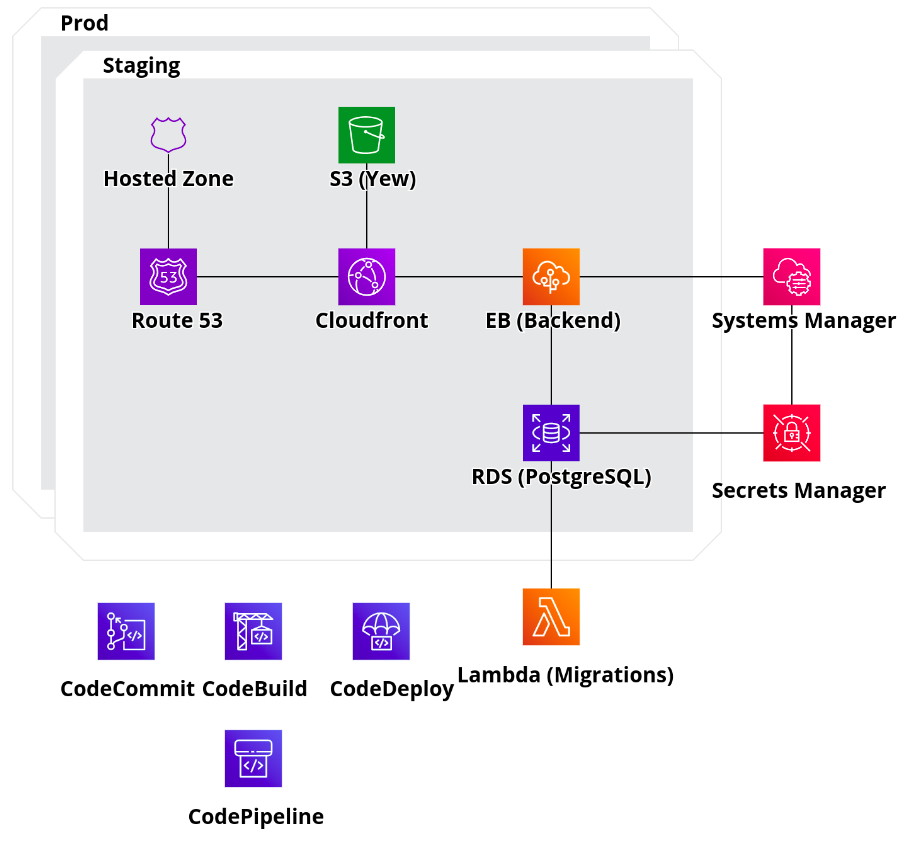 Prod
Staging
Hosted Zone
S3 (Yew)
53
Route 53
Cloudfront
EB (Backend)
Systems Manager
RDS (PostgreSQL)
Secrets Manager
CodeCommit
CodeBuild
CodeDeploy
Lambda (Migrations)
CodePipeline